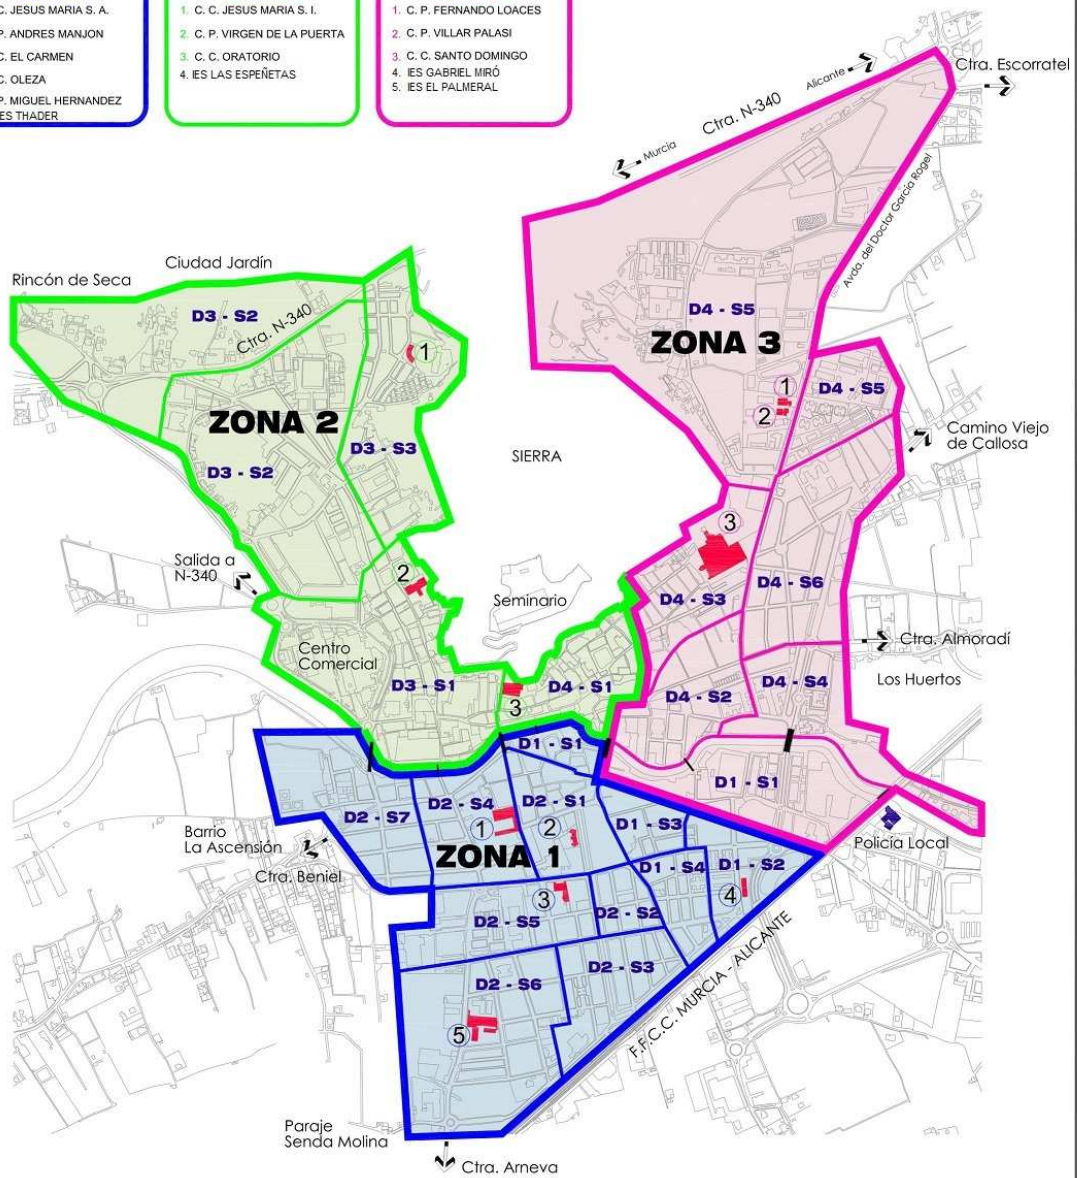 C. JESUS MARIA S. A.
P. ANDRES MANJON
C. EL CARMEN
C. OLEZA
P. MIGUEL HERNANDEZ
ES THADER
1. C. C. JESUS MARIA S. I.
2. C. P. VIRGEN DE LA PUERTA
3. C. C. ORATORIO
4. IES LAS ESPEÑETAS
1. C. P. FERNANDO LOACES
2. C. P. VILLAR PALASI
3. C. C. SANTO DOMINGO
4. IES GABRIEL MIRÓ
5. IES EL PALMERAL
Ctra. Escorratel
Alicante
Ctra. N-340
Murcia
Avda. del Doctor García Rogel
Ciudad Jardín
Rincón de Seca
D3 - S2
Ctra. N-340
D4 - S5
ZONA 3
1
1
D4 - S5
2
ZONA 2
D3 - S3
Camino Viejo
de Callosa
SIERRA
D3 - S2
3
Salida a
N-340
2
D4 - S6
Seminario
D4 - S3
Centro
Comercial
Ctra. Almoradí
D3 - S1
D4 - S1
Los Huertos
D4 - S2
D4 - S4
3
D1 - S1
D1 - S1
D2 - S4
D2 - S1
D2 - S7
1
2
D1 - S3
Barrio
La Ascensión
Policía Local
ZONA 1
D1 - S4
D1 - S2
Ctra. Beniel
3
4
D2 - S5
D2 - S2
D2 - S3
D2 - S6
F.F.C.C. MURCIA - ALICANTE
5
Paraje
Senda Molina
Ctra. Arneva